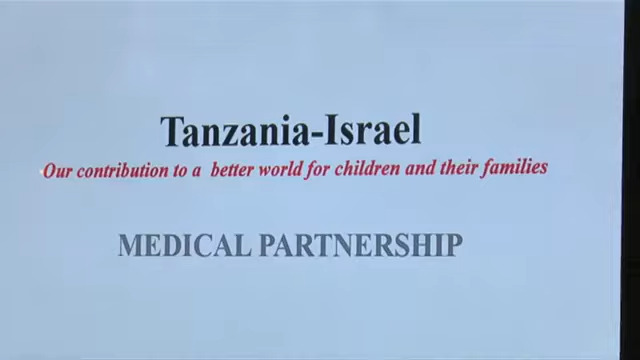 Tanzania-Israel
Our contribution to a better world for children and their families
MEDICAL PARTNERSHIP